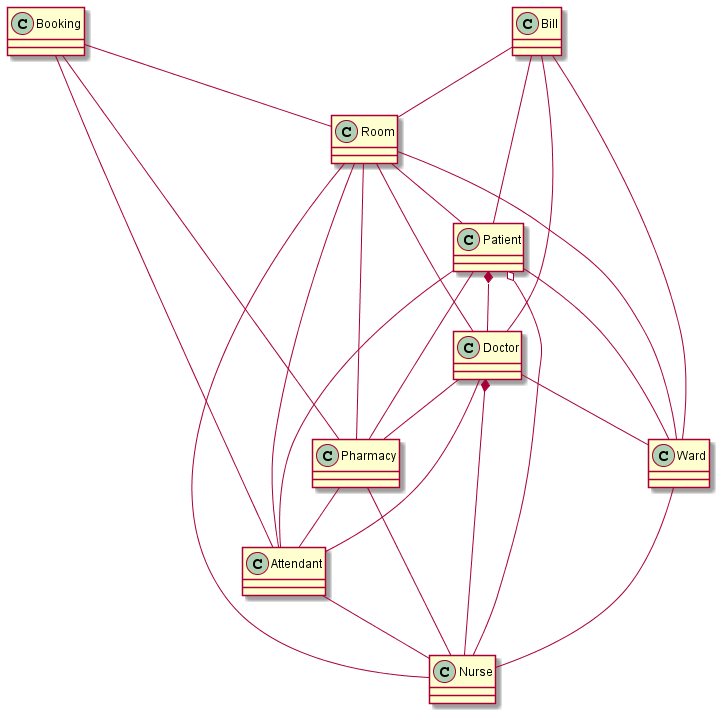 C Booking
C Bill
C Room
C Patient
C Doctor
C Pharmacy
C Ward
C Attendant
C Nurse